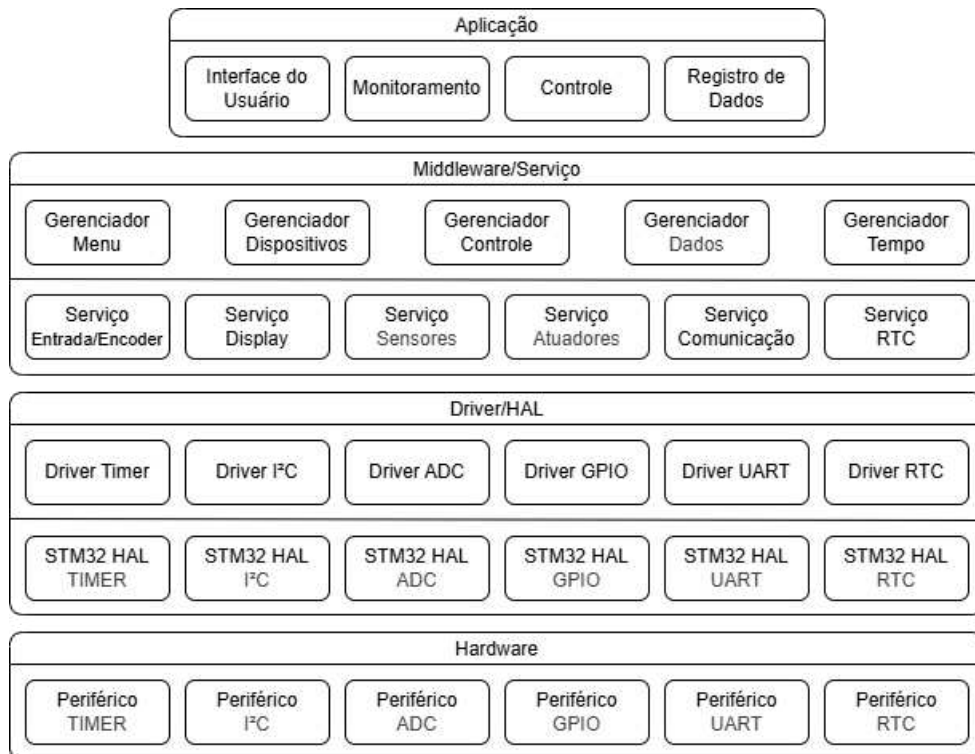 Aplicação
Interface do
Usuário
Monitoramento
Controle
Registro de
Dados
Middleware/Serviço
Gerenciador
Menu
Gerenciador
Dispositivos
Gerenciador
Controle
Gerenciador
Dados
Gerenciador
Tempo
Serviço
Entrada/Encoder
Serviço
Display
Serviço
Sensores
Serviço
Atuadores
Serviço
Comunicação
Serviço
RTC
Driver/HAL
Driver Timer
Driver I²C
Driver ADC
Driver GPIO
Driver UART
Driver RTC
STM32 HAL
TIMER
STM32 HAL
I²C
STM32 HAL
ADC
STM32 HAL
GPIO
STM32 HAL
UART
STM32 HAL
RTC
Hardware
Periférico
TIMER
Periférico
I²C
Periférico
ADC
Periférico
GPIO
Periférico
UART
Periférico
RTC